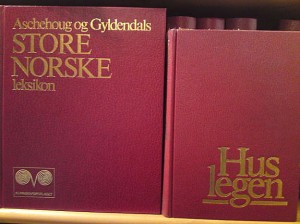 Aschehoug og Gyldendals
STORE
NORSKE
leksikon
Hus
legen